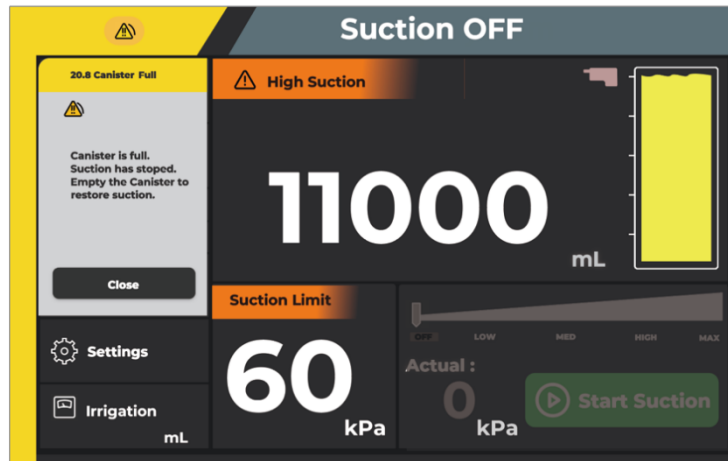 Suction OFF
20.8 Canister Full
Canister is full.
Suction has stoped.
Empty the Canister to
restore suction.
Close
Settings
Irrigation
mL
High Suction
11000
mL
Suction Limit
60
kPa
OFF LOW MED HIGH MAX
Actual :
0
kPa
Start Suction